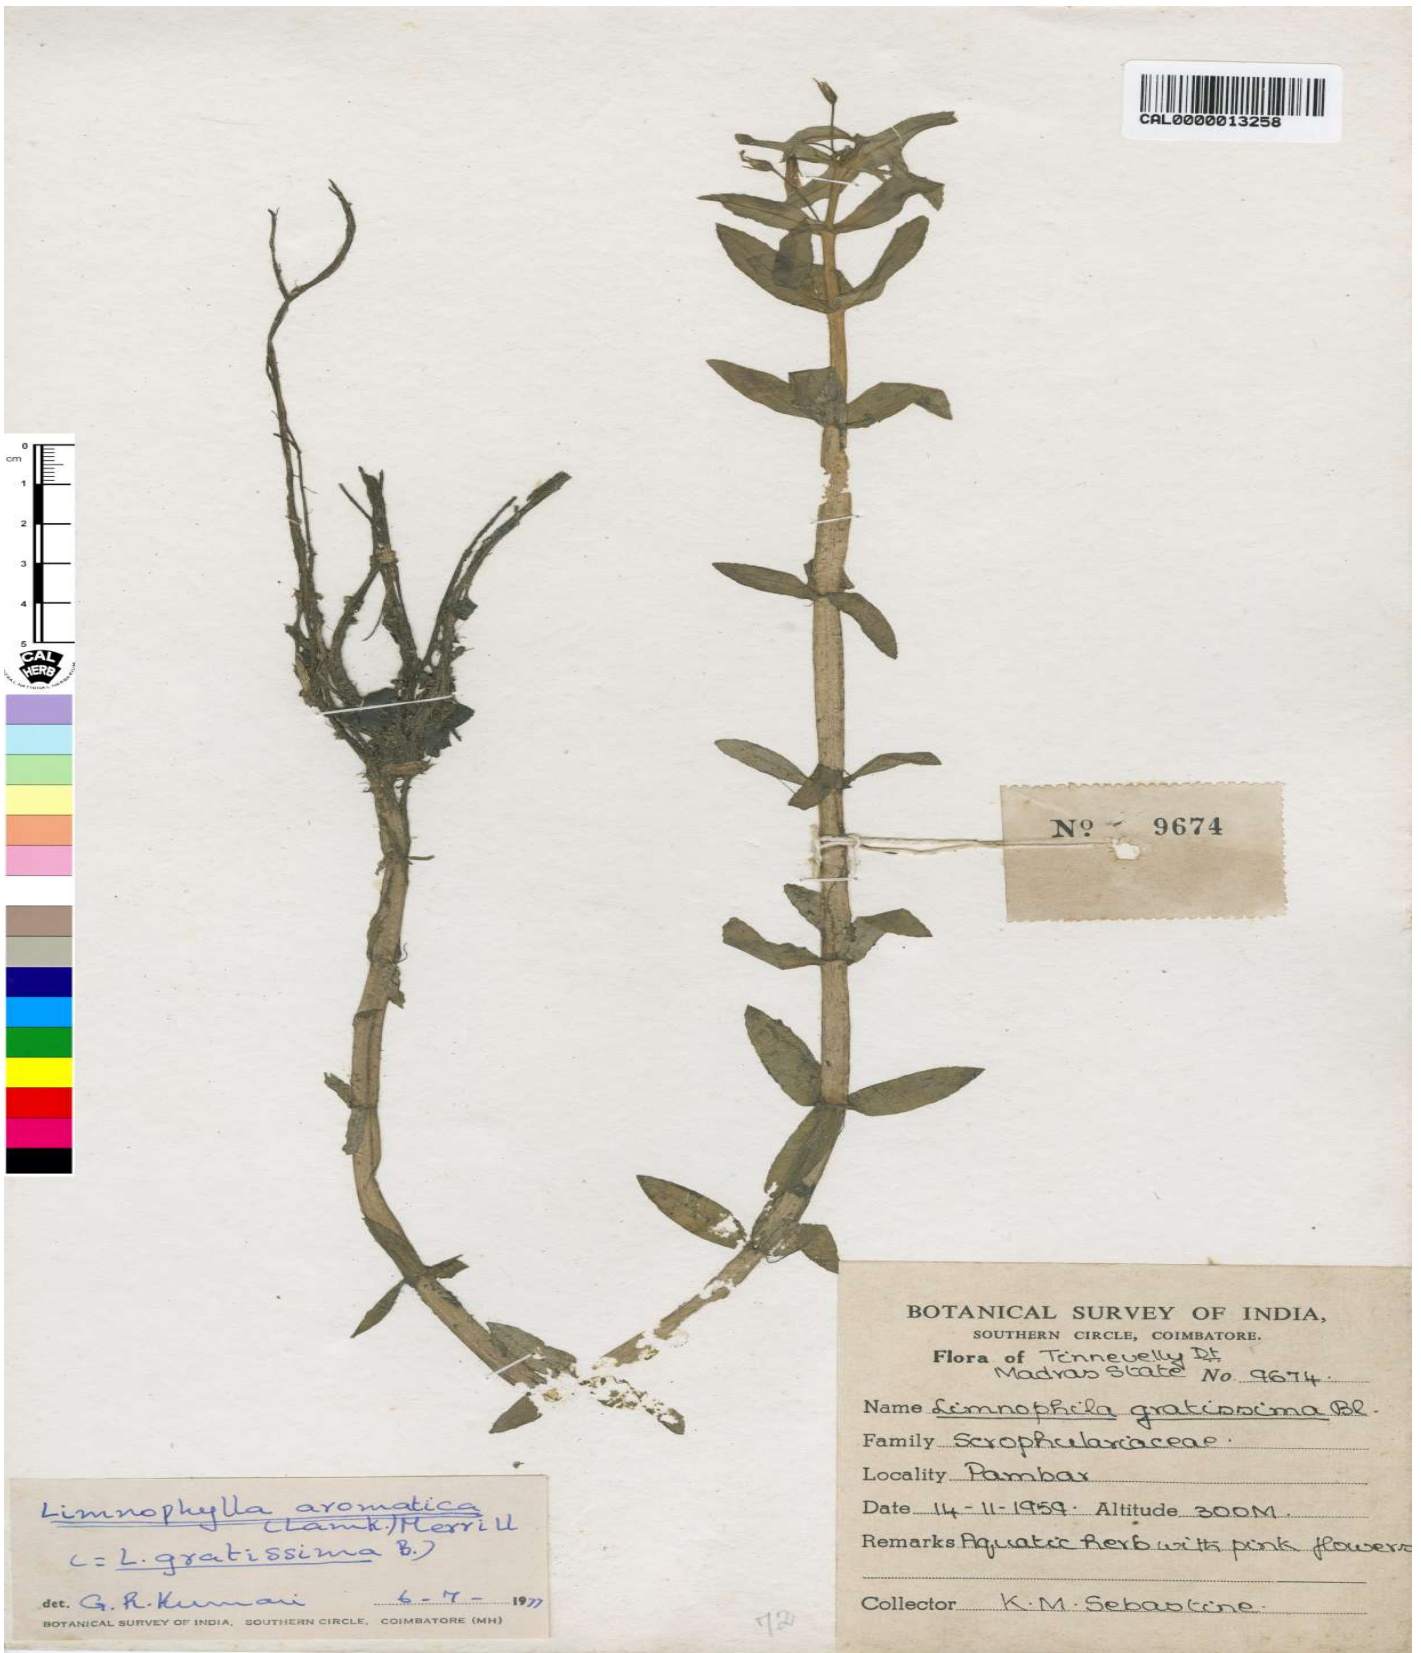 CAL0000013258
0
cm
1
2
3
4
5
CAL
HERB
No 9674
BOTANICAL SURVEY OF INDIA,
SOUTHERN CIRCLE, COIMBATORE.
Flora of Tinnevelly Dt
Madras State No 9674.
Name Limnophila gratissima Bl.
Family Scrophulariaceae.
Locality Pambar
Date 14-11-1959. Altitude 300M.
Remarks Aquatic herb with pink flowers
Collector K.M. Sebastine.
Limnophylla aromatica
(Lamk.) Merrill
(= L. gratissima B.)
det. G. R. Kumari 6-7-1977
BOTANICAL SURVEY OF INDIA, SOUTHERN CIRCLE, COIMBATORE (MH)
72